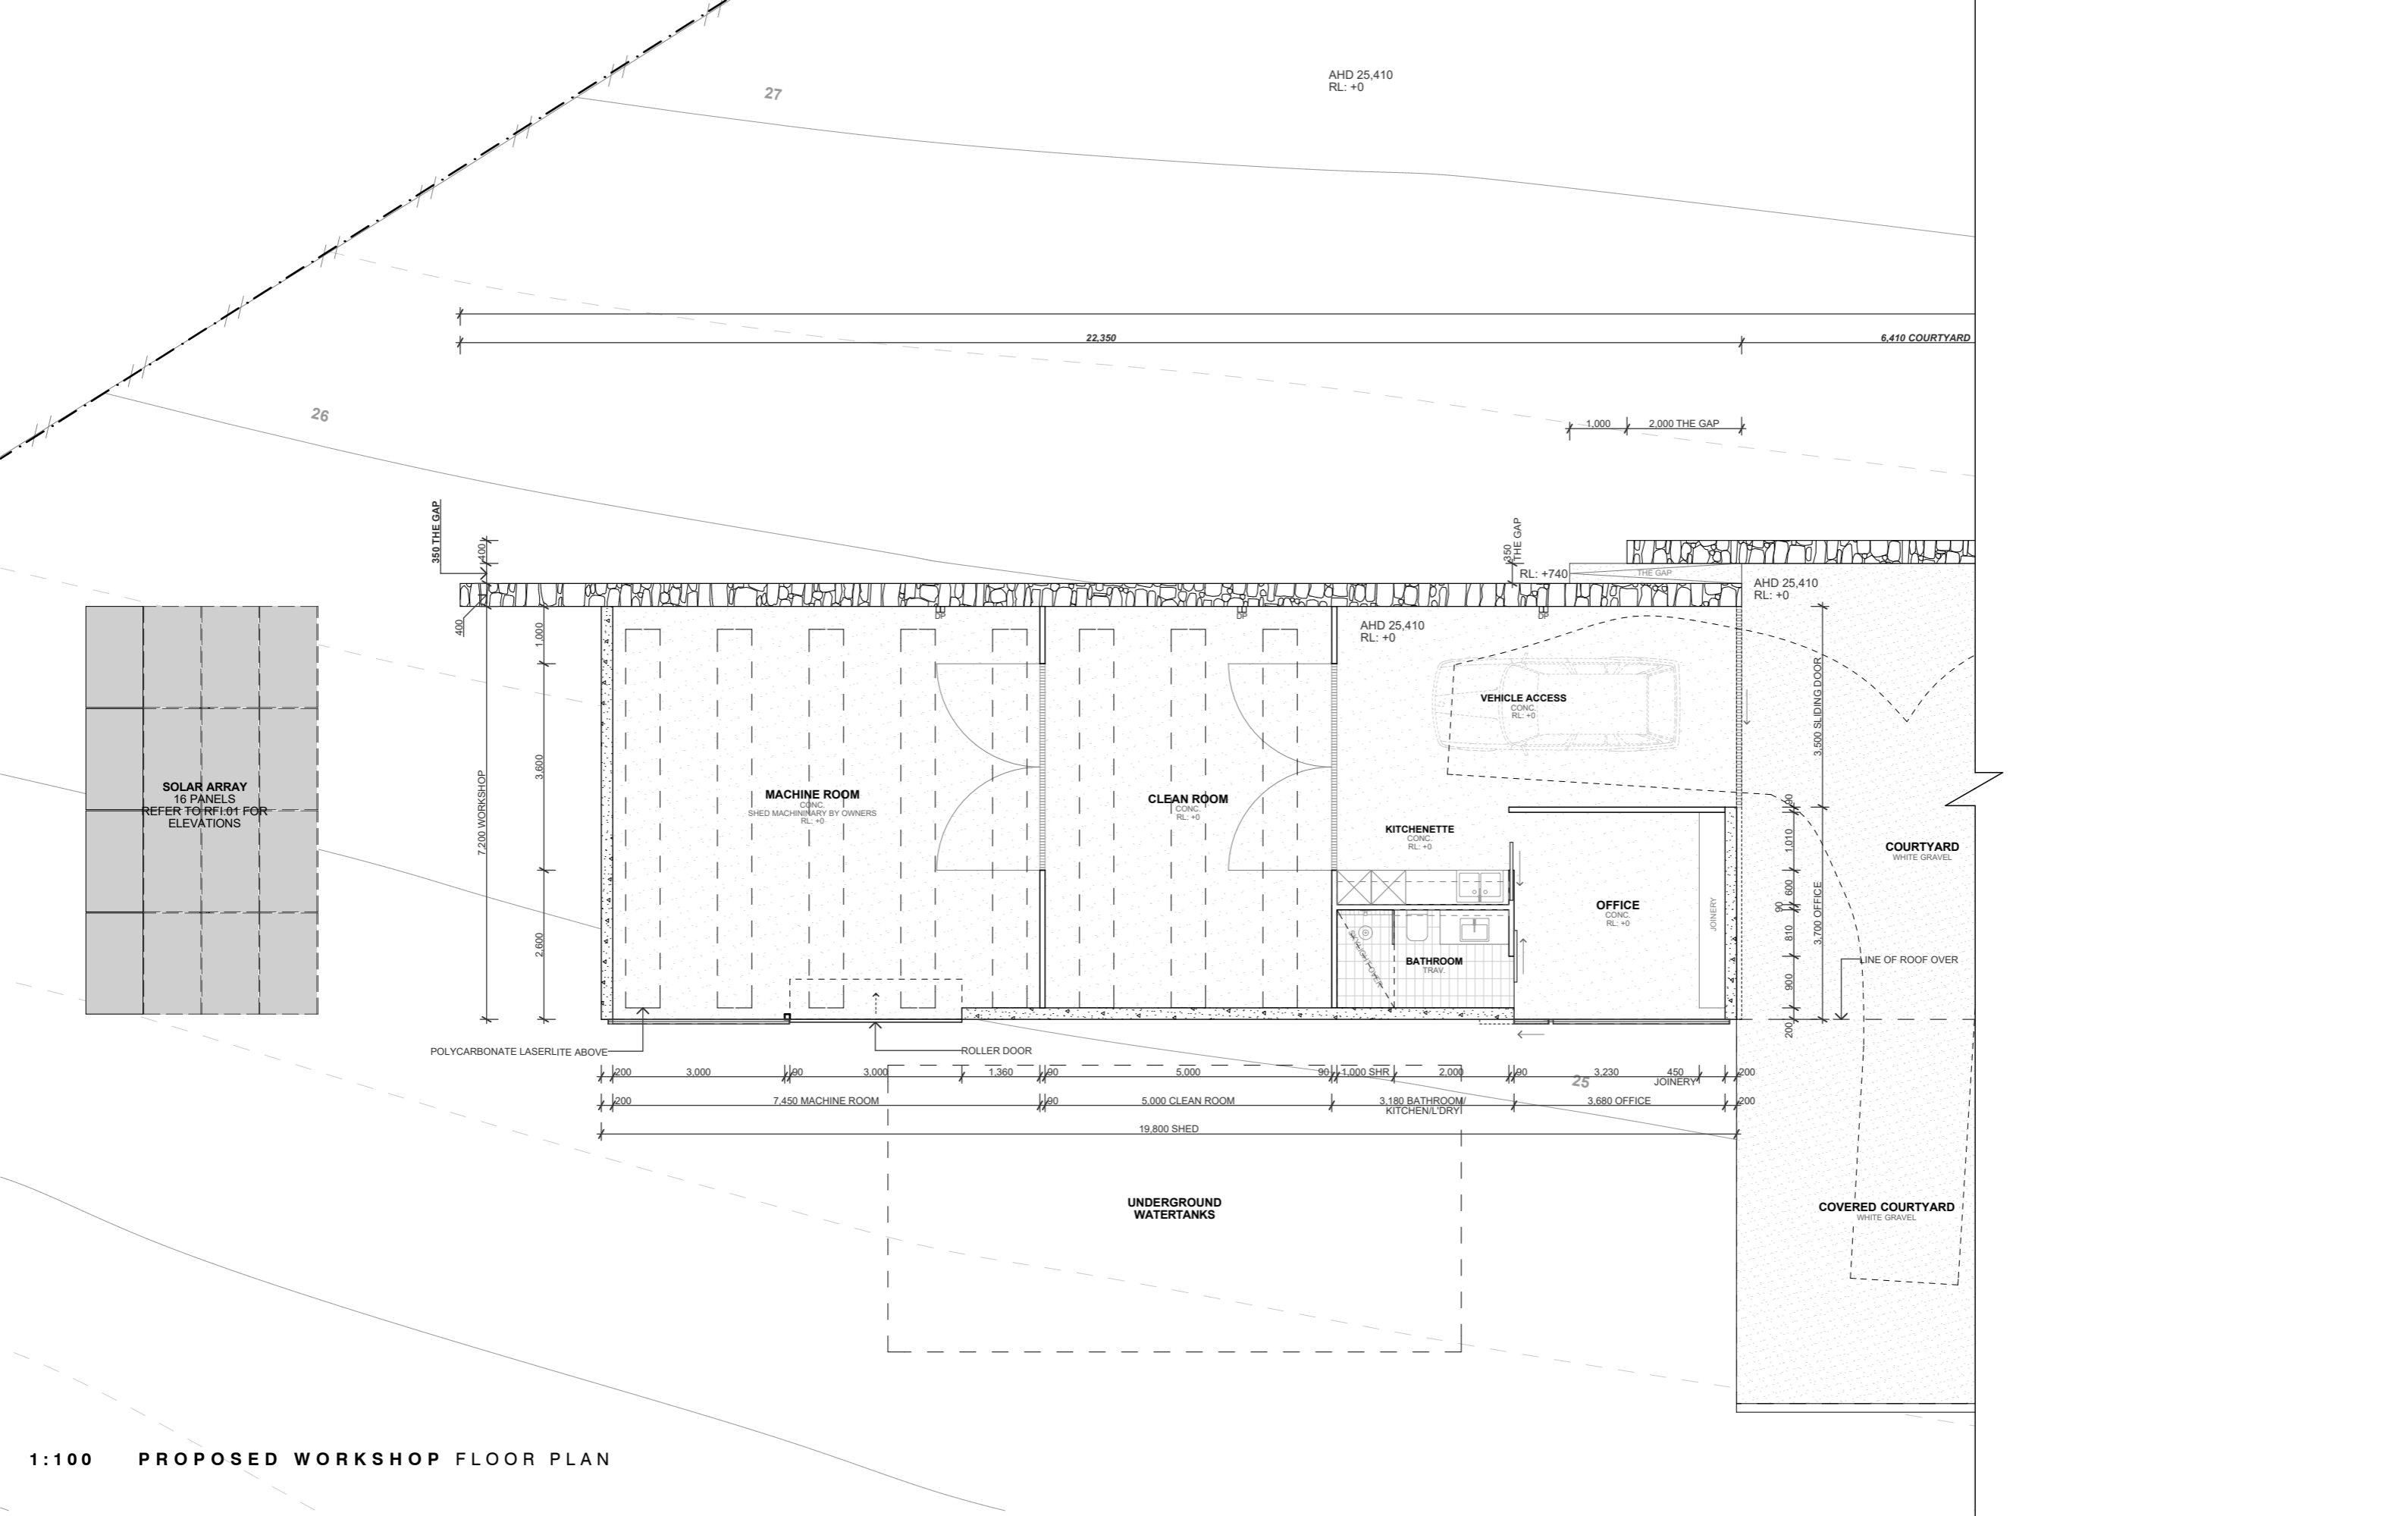 27
AHD 25,410
RL: +0
22,350
6,410 COURTYARD
26
1,000
2,000 THE GAP
350 THE GAP
400
350
THE GAP
RL: +740
THE GAP
AHD 25,410
RL: +0
400
1,000
DP
DP
DP
AHD 25,410
RL: +0
3,500 SLIDING DOOR
VEHICLE ACCESS
CONC.
RL: +0
SOLAR ARRAY
16 PANELS
REFER TO RFI.01 FOR
ELEVATIONS
7,200 WORKSHOP
3,600
MACHINE ROOM
CONC.
SHED MACHININARY BY OWNERS
RL: +0
CLEAN ROOM
CONC.
RL: +0
KITCHENETTE
CONC.
RL: +0
90
1,010
COURTYARD
WHITE GRAVEL
OFFICE
CONC.
RL: +0
JOINERY
600
90
3,700 OFFICE
810
2,600
BATHROOM
TRAV.
900
LINE OF ROOF OVER
200
POLYCARBONATE LASERLITE ABOVE
ROLLER DOOR
200
3,000
90
3,000
1,360
90
5,000
90
1,000 SHR
2,000
90
25
3,230
450
JOINERY
200
200
7,450 MACHINE ROOM
90
5,000 CLEAN ROOM
3,180 BATHROOM/
KITCHEN/L'DRY
3,680 OFFICE
200
19,800 SHED
UNDERGROUND
WATERTANKS
COVERED COURTYARD
WHITE GRAVEL
1:100 PROPOSED WORKSHOP FLOOR PLAN